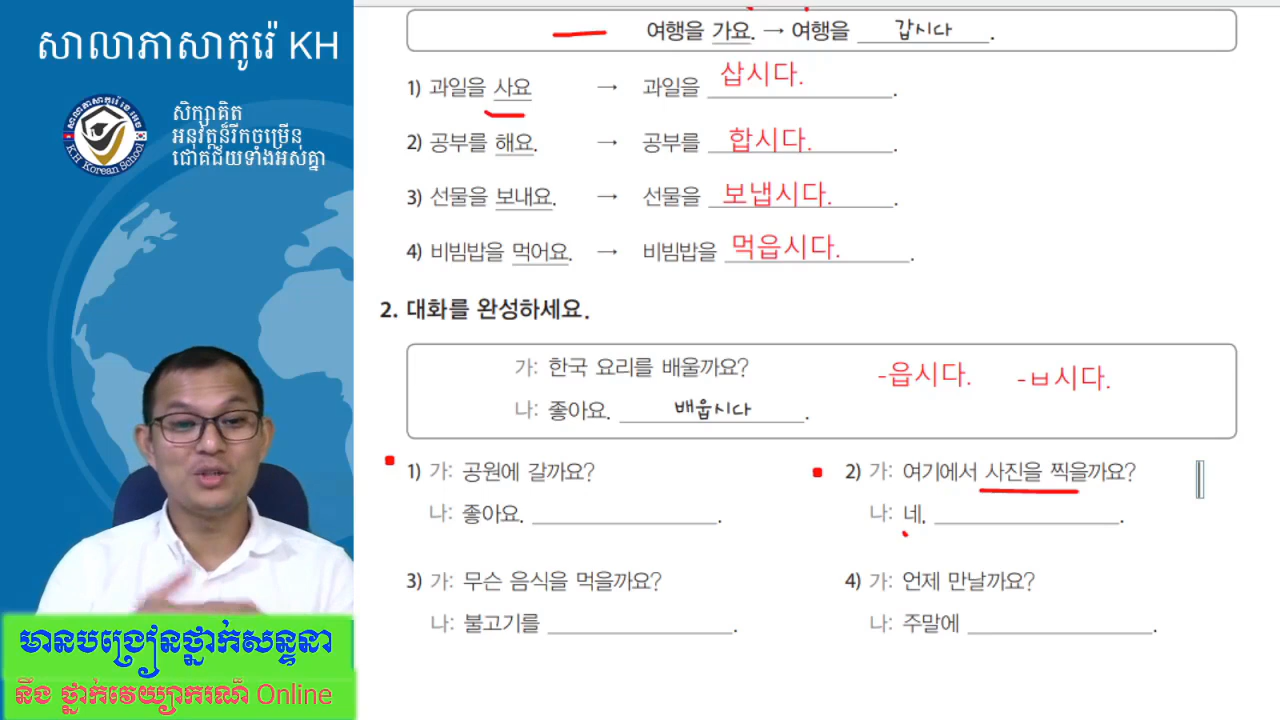 សាលាភាសាកូរ៉េ KH
សិក្សាគិត
អនុវត្តន៍រីកចម្រើន
ជោគជ័យទាំងអស់គ្នា
សាលាភាសាកូរ៉េ ខេ អេច
K.H Korean School
មានបង្រៀនថ្នាក់សន្ទនា
នឹង ថ្នាក់វេយ្យាករណ៍ Online
여행을 가요. → 여행을 갑시다.
1) 과일을 사요 → 과일을 삽시다. .
2) 공부를 해요. → 공부를 합시다. .
3) 선물을 보내요. → 선물을 보냅시다. .
4) 비빔밥을 먹어요. → 비빔밥을 먹읍시다. .
2. 대화를 완성하세요.
가: 한국 요리를 배울까요?
나: 좋아요. 배웁시다.
-읍시다. -ㅂ시다.
1) 가: 공원에 갈까요?
나: 좋아요. .
2) 가: 여기에서 사진을 찍을까요?
나: 네. .
3) 가: 무슨 음식을 먹을까요?
나: 불고기를 .
4) 가: 언제 만날까요?
나: 주말에 .